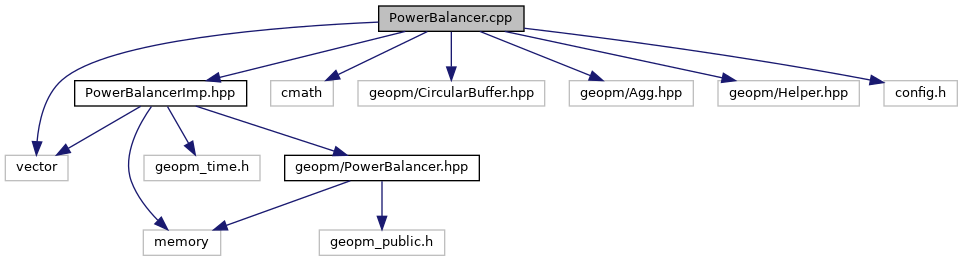 PowerBalancer.cpp
PowerBalancerImp.hpp
cmath
geopm/CircularBuffer.hpp
geopm/Agg.hpp
geopm/Helper.hpp
config.h
vector
geopm_time.h
geopm/PowerBalancer.hpp
memory
geopm_public.h